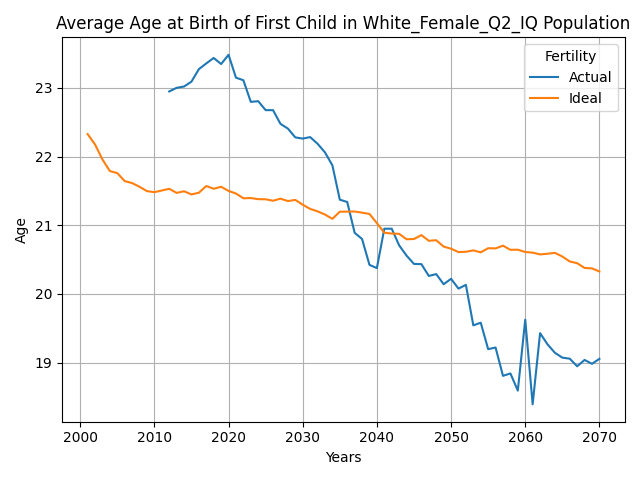 Average Age at Birth of First Child in White_Female_Q2_IQ Population
Fertility
Actual
Ideal
Age
23
22
21
20
19
2000 2010 2020 2030 2040 2050 2060 2070
Years